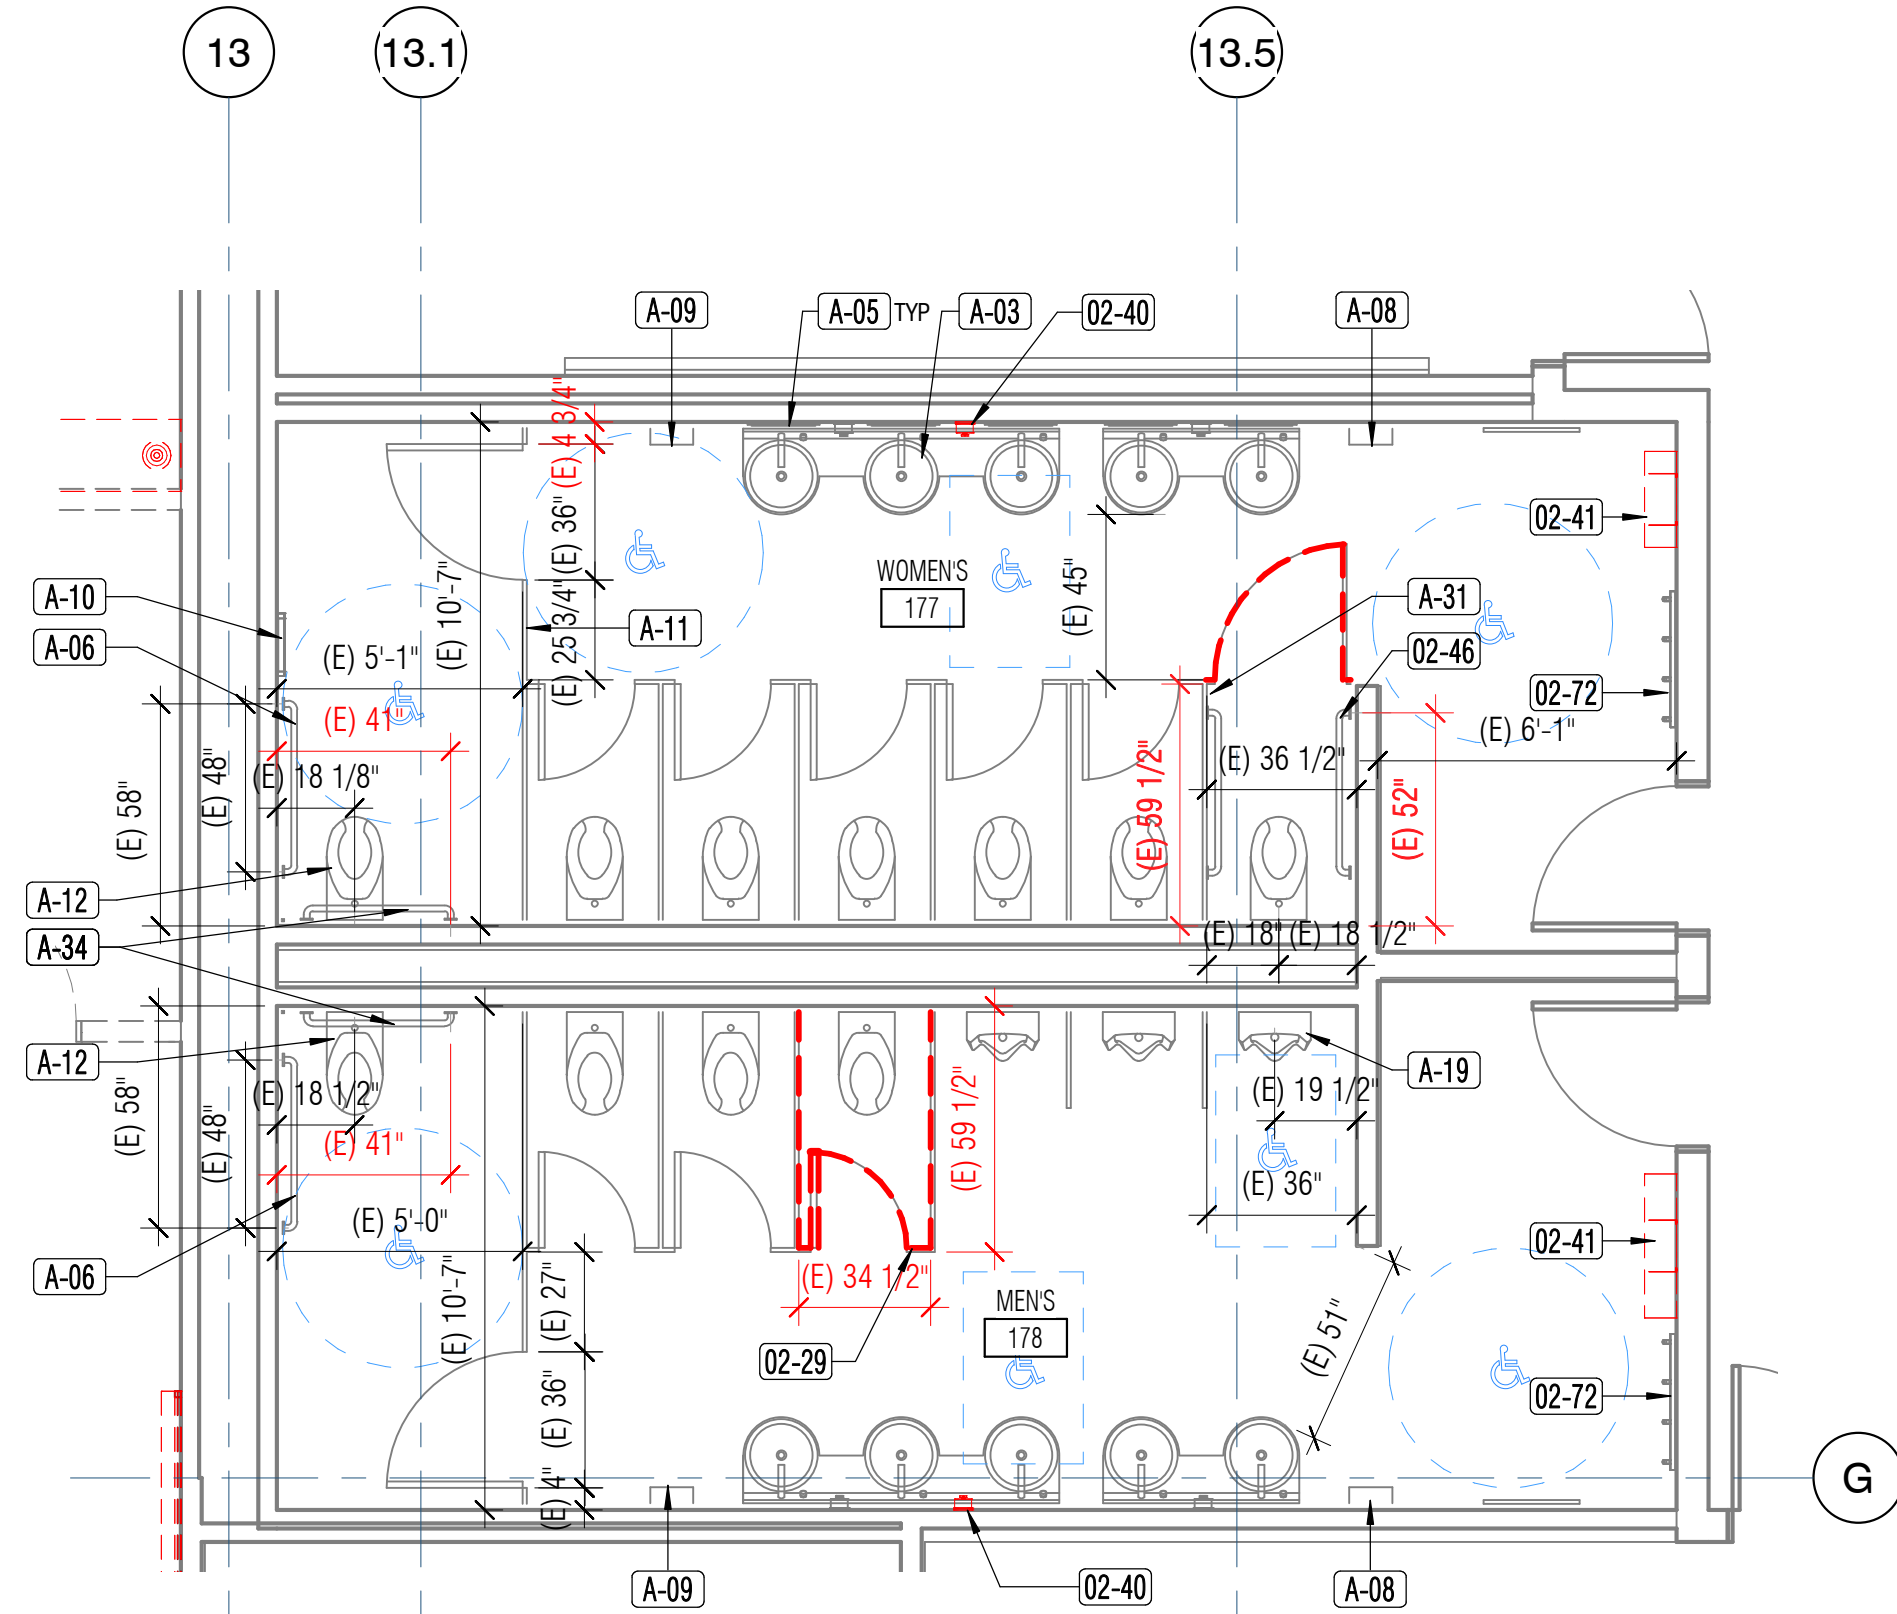 13
13.1
13.5
A-09
A-05 TYP
A-03
02-40
A-08
(E) 4 3/4"
(E) 36"
(E) 25 3/4"
(E) 10'-7"
WOMEN'S
177
(E) 45"
02-41
A-10
A-06
A-11
A-31
02-46
02-72
(E) 5'-1"
(E) 41"
(E) 18 1/8"
(E) 48"
(E) 58"
(E) 59 1/2"
(E) 36 1/2"
(E) 52"
(E) 6'-1"
A-12
A-34
(E) 18"
(E) 18 1/2"
A-12
(E) 58"
(E) 48"
(E) 18 1/2"
(E) 41"
(E) 59 1/2"
(E) 19 1/2"
A-19
(E) 36"
(E) 5'-0"
A-06
(E) 10'-7"
(E) 27"
(E) 36"
(E) 4"
(E) 34 1/2"
MEN'S
178
02-29
(E) 51"
02-41
02-72
G
A-09
02-40
A-08